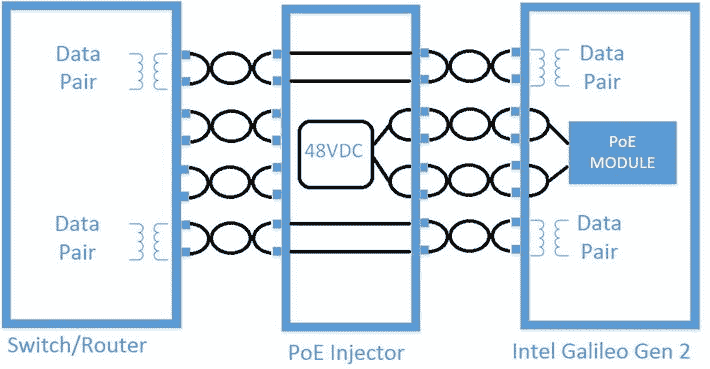 Data
Pair
48VDC
Data
Pair
PoE
MODULE
Data
Pair
Data
Pair
Switch/Router
PoE Injector
Intel Galileo Gen 2